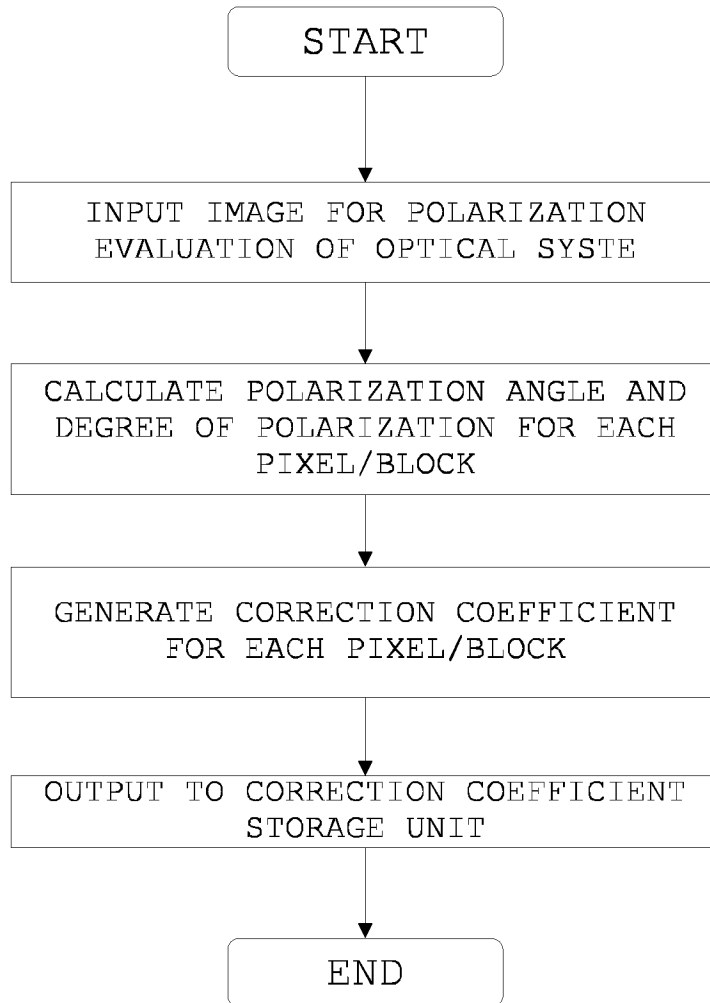 START
INPUT IMAGE FOR POLARIZATION
EVALUATION OF OPTICAL SYSTE
CALCULATE POLARIZATION ANGLE AND
DEGREE OF POLARIZATION FOR EACH
PIXEL/BLOCK
GENERATE CORRECTION COEFFICIENT
FOR EACH PIXEL/BLOCK
OUTPUT TO CORRECTION COEFFICIENT
STORAGE UNIT
END